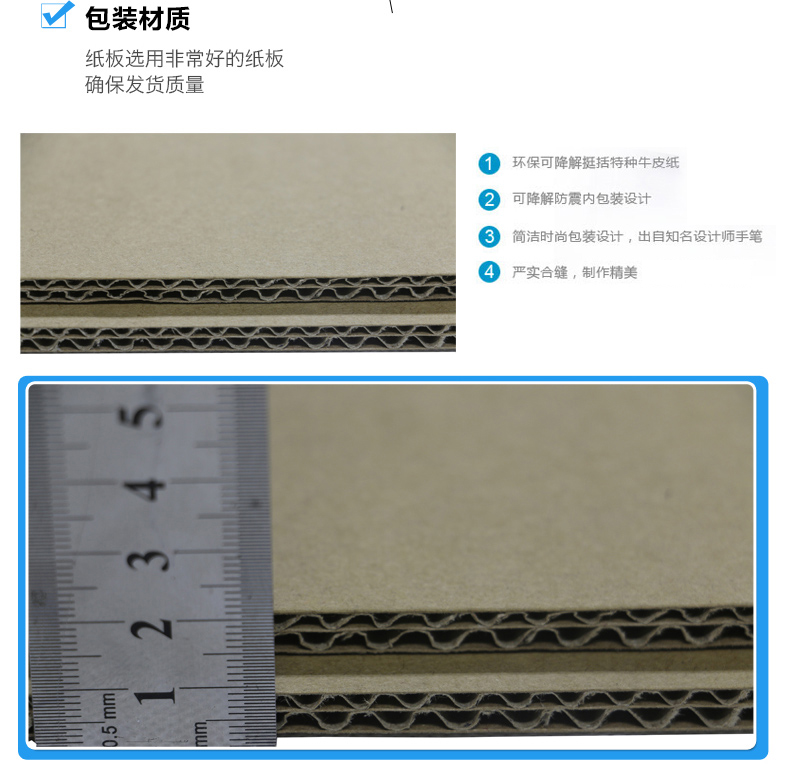 包装材质
纸板选用非常好的纸板
确保发货质量
1 环保可降解挺括特种牛皮纸
2 可降解防震内包装设计
3 简洁时尚包装设计，出自知名设计师手笔
4 严实合缝，制作精美
5
4
3
2
1
0.5 mm
mm